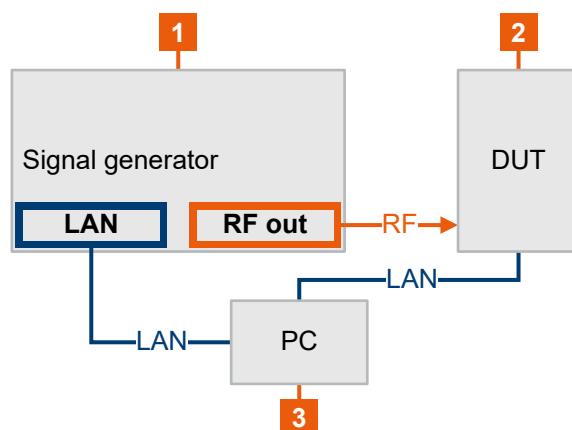 1
2
Signal generator
DUT
LAN
RF out
RF
LAN
LAN
PC
3